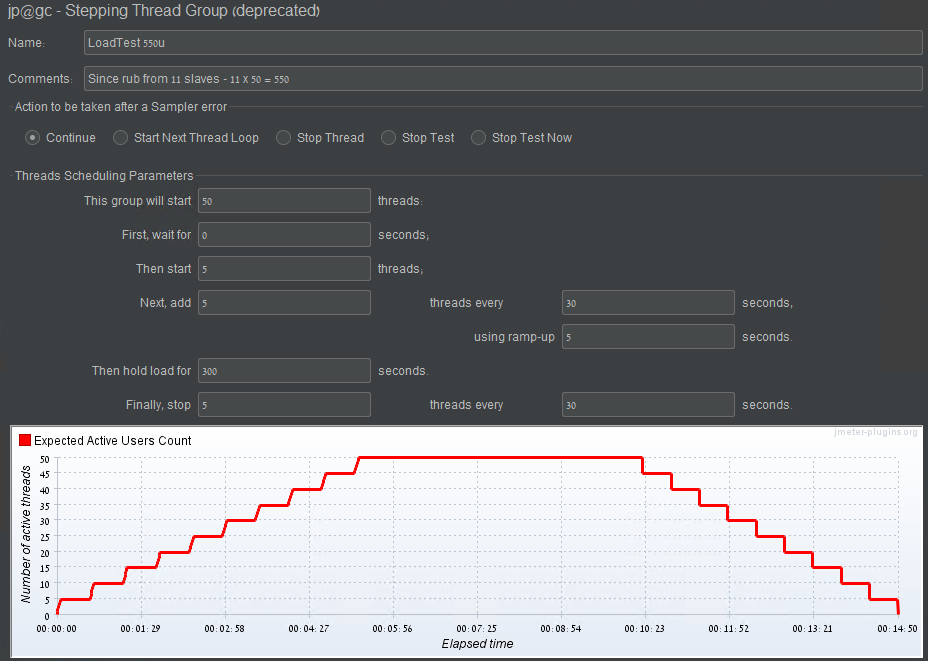 jp@gc - Stepping Thread Group (deprecated)
Name: LoadTest 550u
Comments: Since rub from 11 slaves - 11 X 50 = 550
Action to be taken after a Sampler error
Continue Start Next Thread Loop Stop Thread Stop Test Stop Test Now
Threads Scheduling Parameters
This group will start 50 threads:
First, wait for 0 seconds;
Then start 5 threads;
Next, add 5 threads every 30 seconds,
using ramp-up 5 seconds.
Then hold load for 300 seconds.
Finally, stop 5 threads every 30 seconds.
jmeter-plugins.org
Expected Active Users Count
Number of active threads
50
45
40
35
30
25
20
15
10
5
0
00:00:00 00:01:29 00:02:58 00:04:27 00:05:56 00:07:25 00:08:54 00:10:23 00:11:52 00:13:21 00:14:50
Elapsed time